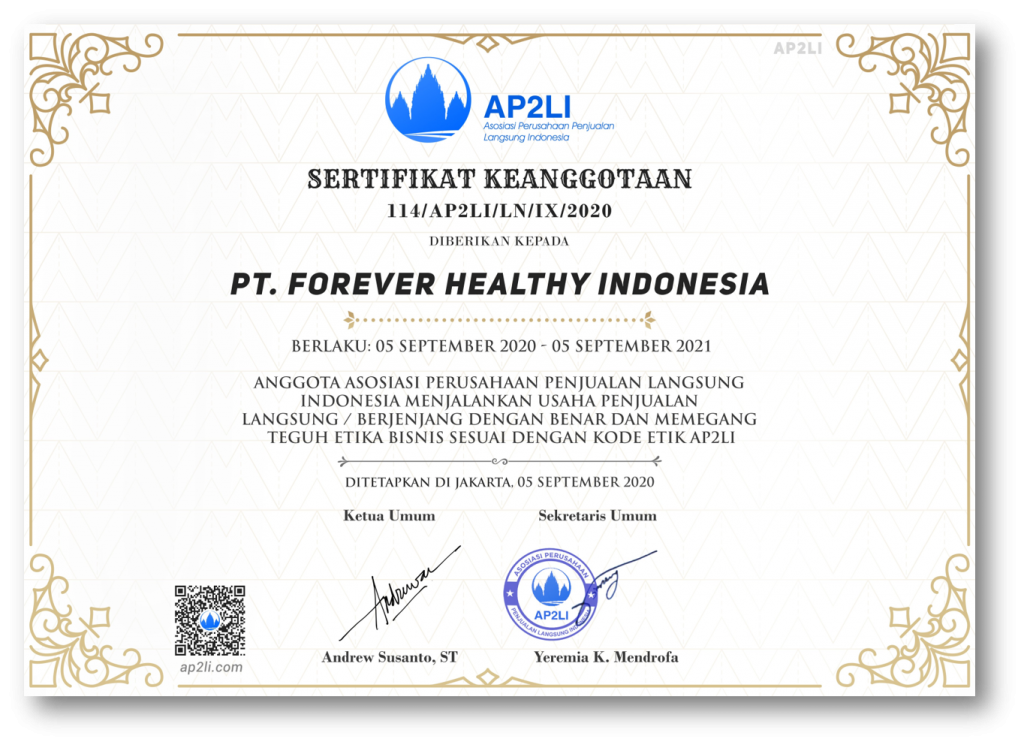 AP2LI
AP2LI
Asosiasi Perusahaan Penjualan
Langsung Indonesia
SERTIFIKAT KEANGGOTAAN
114/AP2LI/LN/IX/2020
DIBERIKAN KEPADA
PT. FOREVER HEALTHY INDONESIA
BERLAKU: 05 SEPTEMBER 2020 - 05 SEPTEMBER 2021
ANGGOTA ASOSIASI PERUSAHAAN PENJUALAN LANGSUNG
INDONESIA MENJALANKAN USAHA PENJUALAN
LANGSUNG / BERJENJANG DENGAN BENAR DAN MEMEGANG
TEGUH ETIKA BISNIS SESUAI DENGAN KODE ETIK AP2LI
DITETAPKAN DI JAKARTA, 05 SEPTEMBER 2020
Ketua Umum Sekretaris Umum
ASOSIASI PERUSAHAAN
AP2LI
PENJUALAN LANGSUNG INDONESIA
Andrew Susanto, ST Yeremia K. Mendrofa
ap2li.com